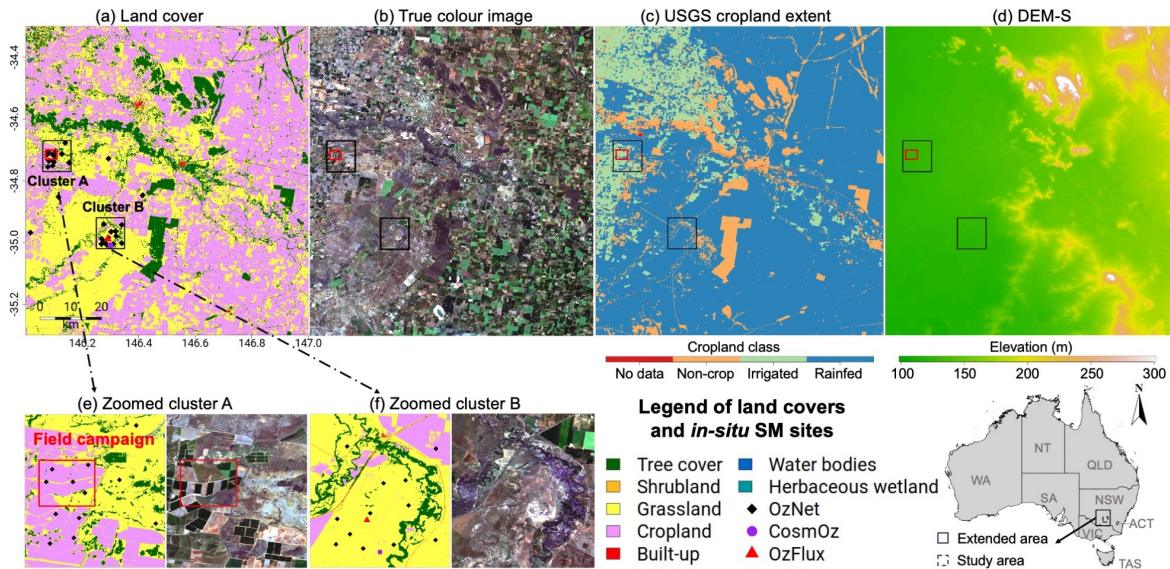 (a) Land cover
(b) True colour image
(c) USGS cropland extent
(d) DEM-S
-34.4
-34.6
-34.8
-35.0
-35.2
Cluster A
Cluster B
0 10 20
km
146.2 146.4 146.6 146.8 147.0
Cropland class
No data Non-crop Irrigated Rainfed
Elevation (m)
100 150 200 250 300
(e) Zoomed cluster A
(f) Zoomed cluster B
Field campaign
Legend of land covers
and in-situ SM sites
Tree cover
Shrubland
Grassland
Cropland
Built-up
Water bodies
Herbaceous wetland
OzNet
CosmOz
OzFlux
N
WA
NT
QLD
SA
NSW
ACT
VIC
TAS
Extended area
Study area